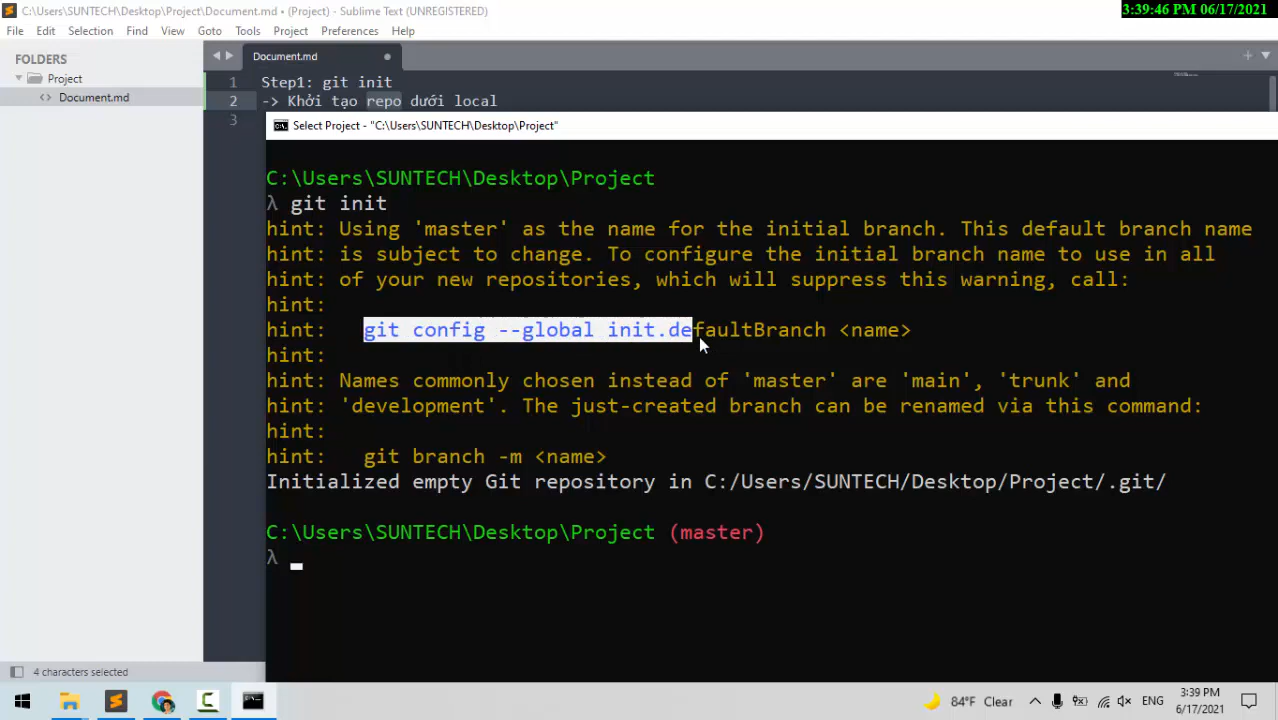 C:\Users\SUNTECH\Desktop\Project\Document.md • (Project) - Sublime Text (UNREGISTERED)
3:39:46 PM 06/17/2021
File Edit Selection Find View Goto Tools Project Preferences Help
FOLDERS
Project
Document.md
Document.md
1 Step1: git init
2 -> Khởi tạo repo dưới local
3
Select Project - "C:\Users\SUNTECH\Desktop\Project"
C:\Users\SUNTECH\Desktop\Project
λ git init
hint: Using 'master' as the name for the initial branch. This default branch name
hint: is subject to change. To configure the initial branch name to use in all
hint: of your new repositories, which will suppress this warning, call:
hint:
hint: git config --global init.defaultBranch <name>
hint:
hint: Names commonly chosen instead of 'master' are 'main', 'trunk' and
hint: 'development'. The just-created branch can be renamed via this command:
hint:
hint: git branch -m <name>
Initialized empty Git repository in C:/Users/SUNTECH/Desktop/Project/.git/
C:\Users\SUNTECH\Desktop\Project (master)
λ
4 characters selected
84°F Clear
ENG
3:39 PM
6/17/2021